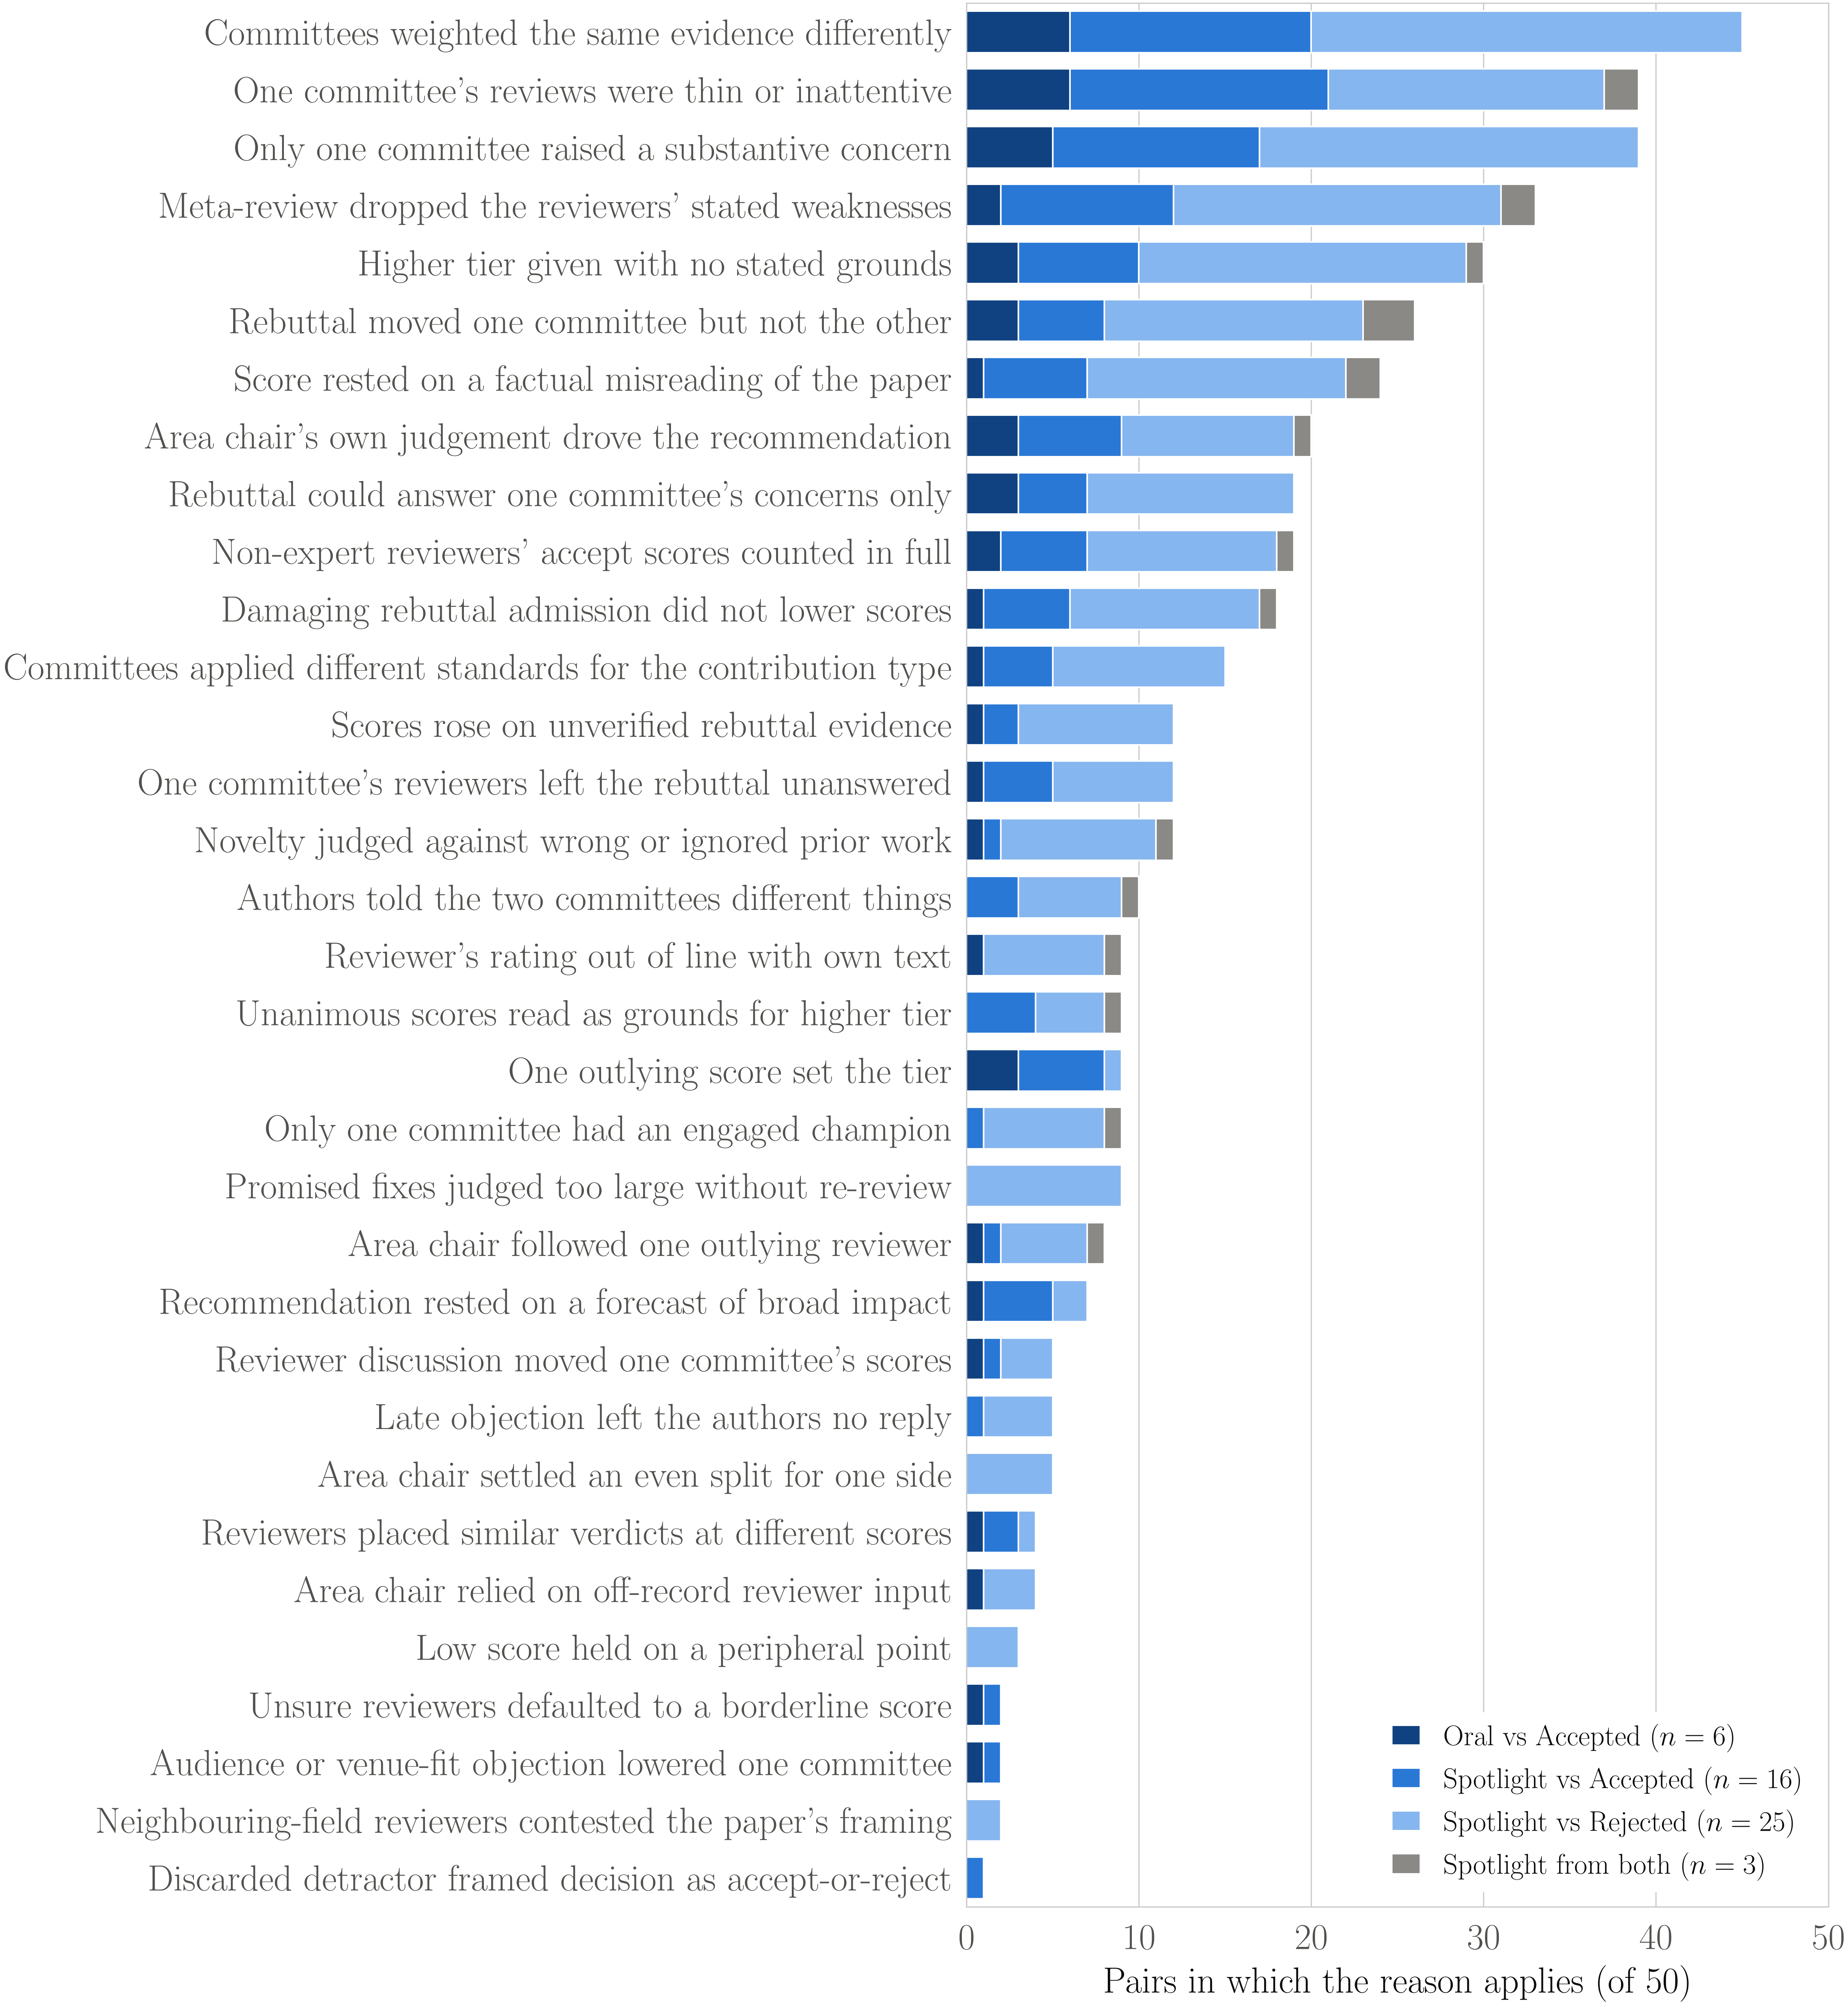 Committees weighted the same evidence differently
One committee's reviews were thin or inattentive
Only one committee raised a substantive concern
Meta-review dropped the reviewers' stated weaknesses
Higher tier given with no stated grounds
Rebuttal moved one committee but not the other
Score rested on a factual misreading of the paper
Area chair's own judgement drove the recommendation
Rebuttal could answer one committee's concerns only
Non-expert reviewers' accept scores counted in full
Damaging rebuttal admission did not lower scores
Committees applied different standards for the contribution type
Scores rose on unverified rebuttal evidence
One committee's reviewers left the rebuttal unanswered
Novelty judged against wrong or ignored prior work
Authors told the two committees different things
Reviewer's rating out of line with own text
Unanimous scores read as grounds for higher tier
One outlying score set the tier
Only one committee had an engaged champion
Promised fixes judged too large without re-review
Area chair followed one outlying reviewer
Recommendation rested on a forecast of broad impact
Reviewer discussion moved one committee's scores
Late objection left the authors no reply
Area chair settled an even split for one side
Reviewers placed similar verdicts at different scores
Area chair relied on off-record reviewer input
Low score held on a peripheral point
Unsure reviewers defaulted to a borderline score
Audience or venue-fit objection lowered one committee
Neighbouring-field reviewers contested the paper's framing
Discarded detractor framed decision as accept-or-reject
Oral vs Accepted (n = 6)
Spotlight vs Accepted (n = 16)
Spotlight vs Rejected (n = 25)
Spotlight from both (n = 3)
0 10 20 30 40 50
Pairs in which the reason applies (of 50)